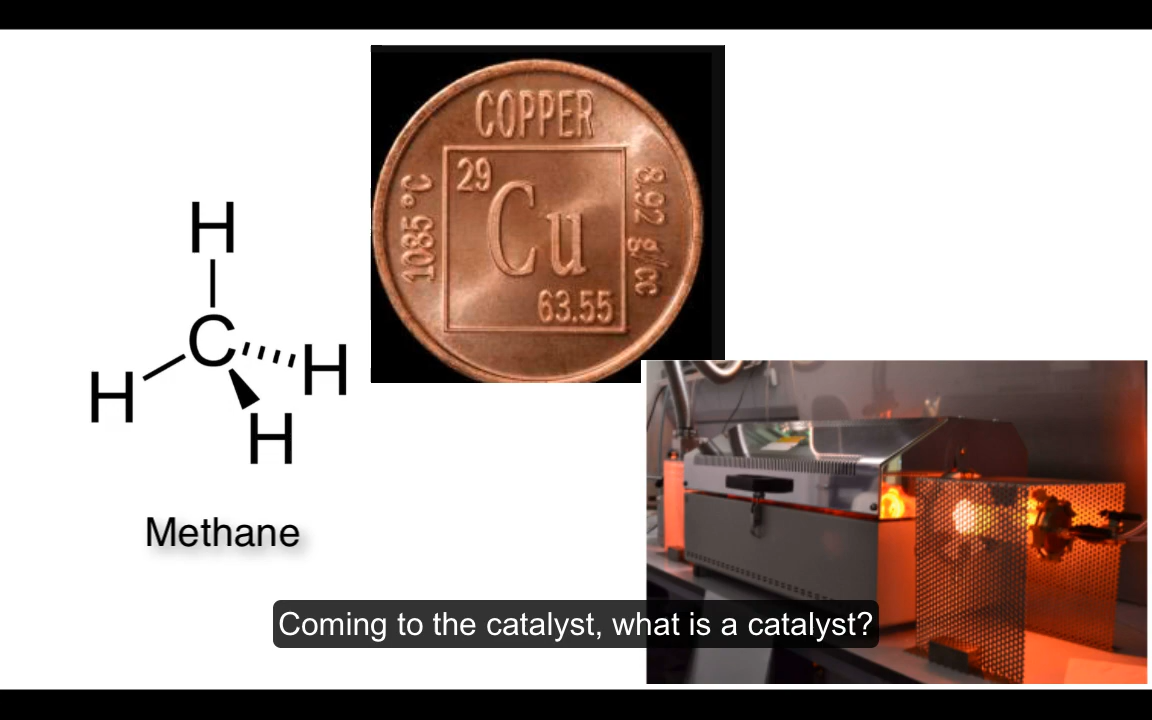 H
C
H
H
H
Methane
COPPER
1085 °C
29
Cu
63.55
8.92 g/cc
Coming to the catalyst, what is a catalyst?